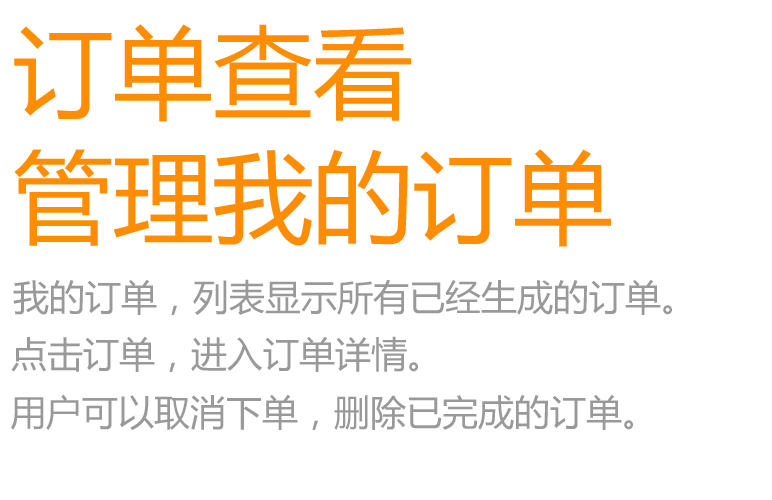 订单查看
管理我的订单
我的订单，列表显示所有已经生成的订单。
点击订单，进入订单详情。
用户可以取消下单，删除已完成的订单。